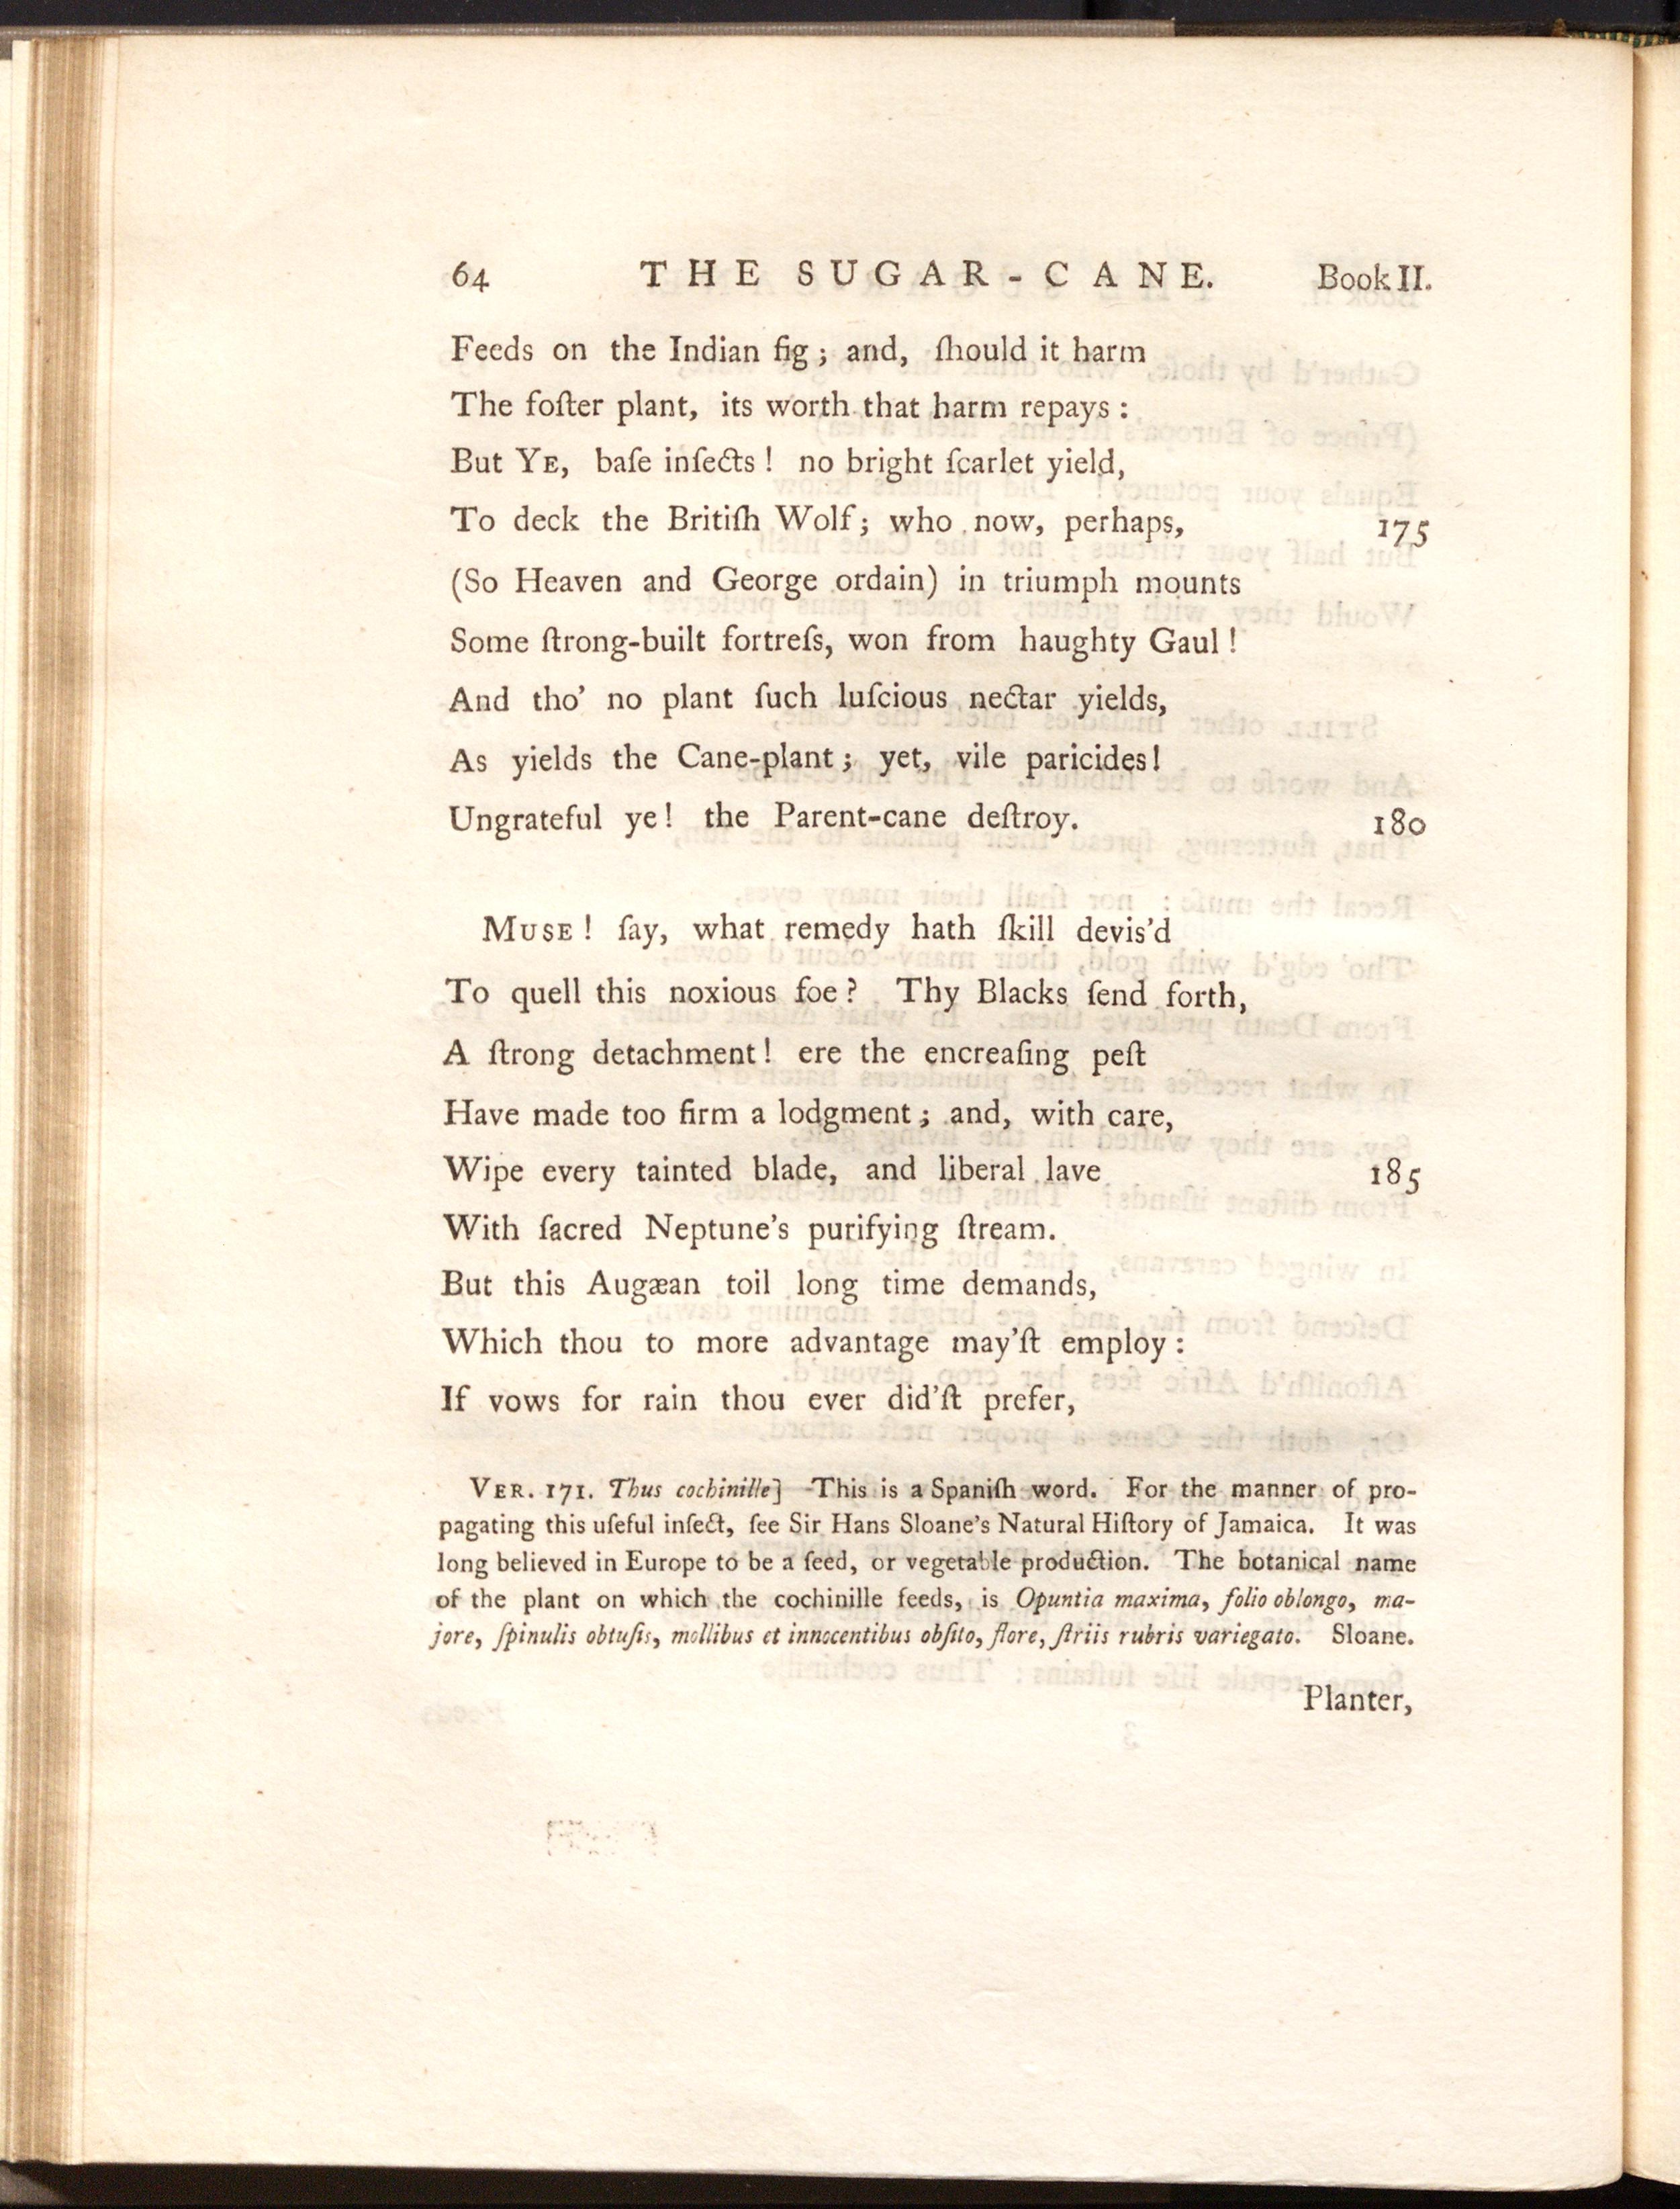 64 THE SUGAR-CANE. Book II.
Feeds on the Indian fig; and, ſhould it harm
The foſter plant, its worth that harm repays:
But YE, baſe inſects! no bright ſcarlet yield,
To deck the Britiſh Wolf; who now, perhaps, 175
(So Heaven and George ordain) in triumph mounts
Some ſtrong-built fortreſs, won from haughty Gaul!
And tho' no plant ſuch luſcious nectar yields,
As yields the Cane-plant; yet, vile paricides!
Ungrateful ye! the Parent-cane deſtroy. 180
MUSE! ſay, what remedy hath ſkill devis'd
To quell this noxious foe? Thy Blacks ſend forth,
A ſtrong detachment! ere the encreaſing peſt
Have made too firm a lodgment; and, with care,
Wipe every tainted blade, and liberal lave 185
With ſacred Neptune's purifying ſtream.
But this Augæan toil long time demands,
Which thou to more advantage may'ſt employ:
If vows for rain thou ever did'ſt prefer,
VER. 171. Thus cochinille] This is a Spaniſh word. For the manner of pro-
pagating this uſeful inſect, ſee Sir Hans Sloane's Natural Hiſtory of Jamaica. It was
long believed in Europe to be a ſeed, or vegetable production. The botanical name
of the plant on which the cochinille feeds, is Opuntia maxima, folio oblongo, ma-
jore, ſpinulis obtuſis, mollibus et innocentibus obſito, flore, ſtriis rubris variegato. Sloane.
Planter,